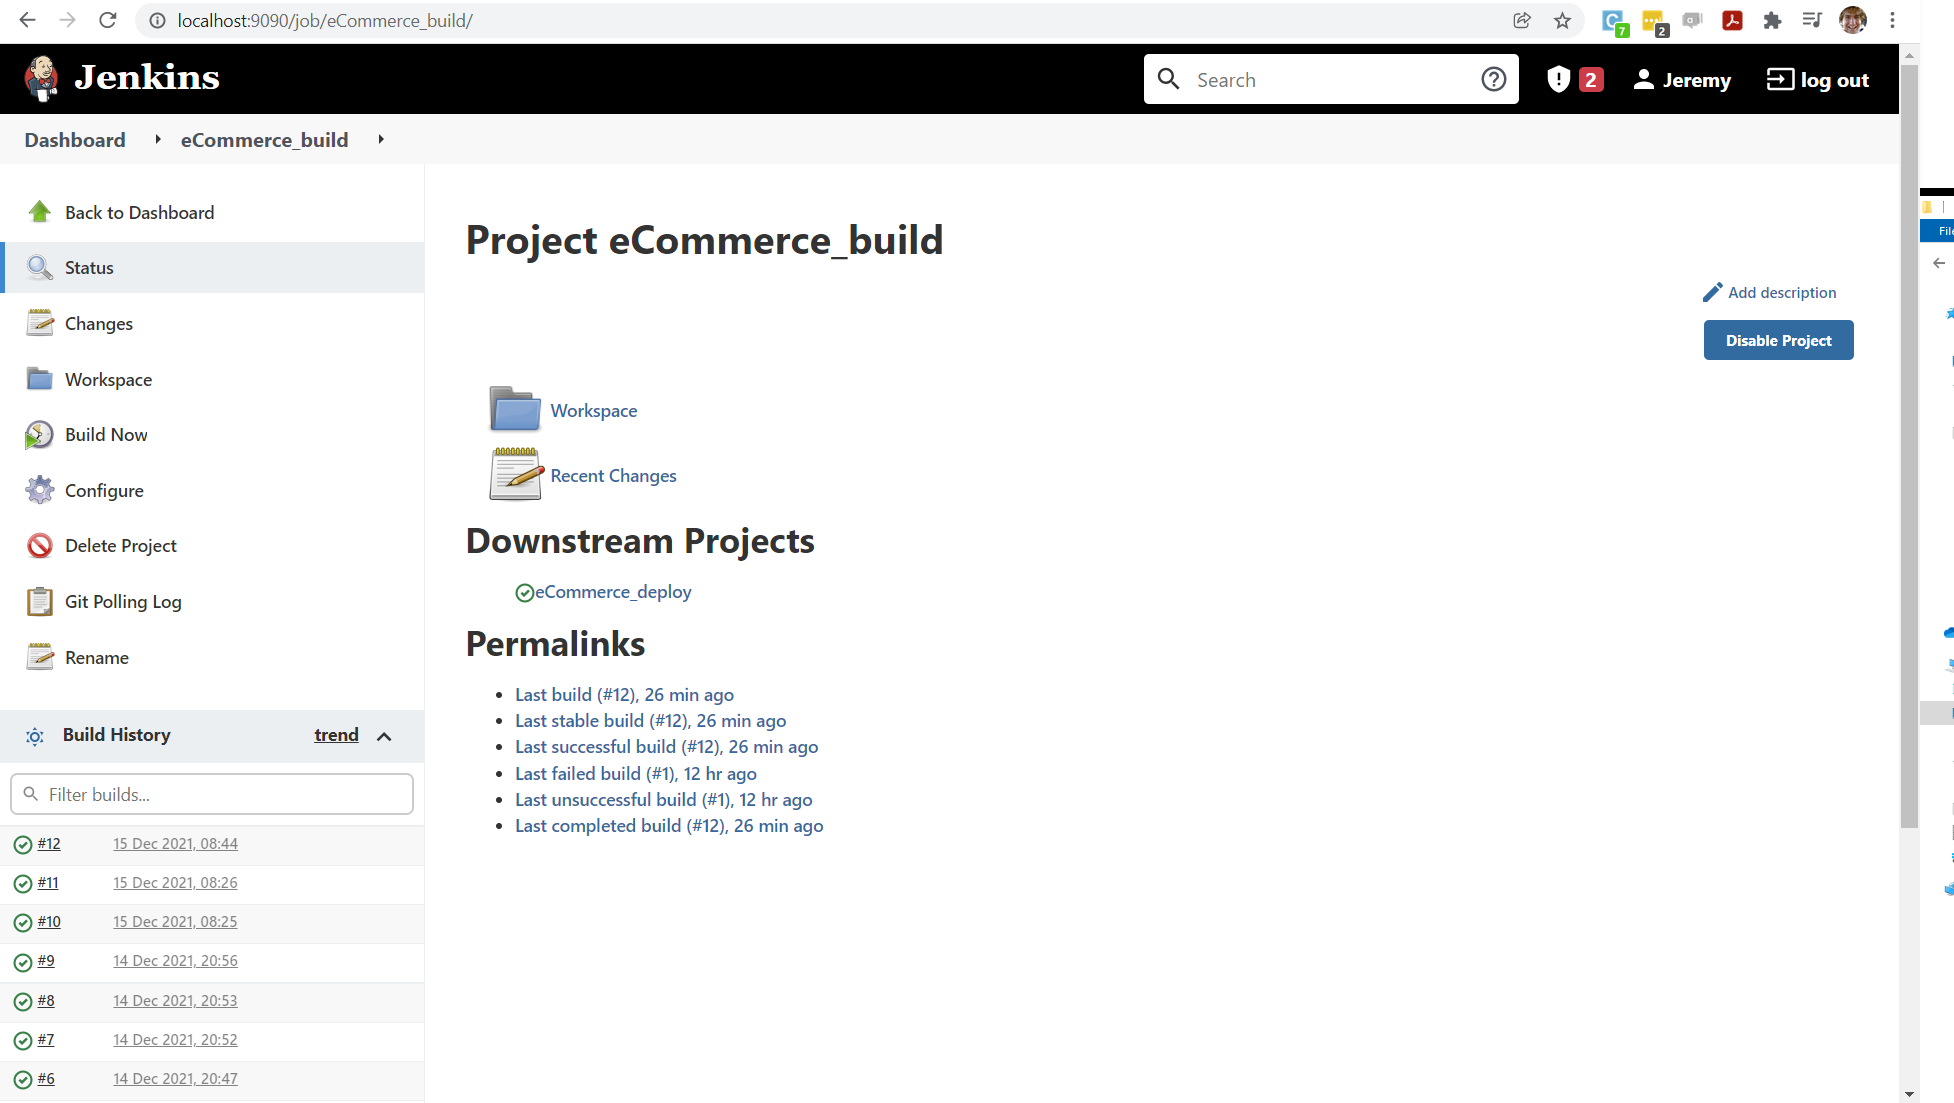 localhost:9090/job/eCommerce_build/
7
2
Jenkins
Search
2
Jeremy
log out
Dashboard
eCommerce_build
Back to Dashboard
Status
Changes
Workspace
Build Now
Configure
Delete Project
Git Polling Log
Rename
Build History
trend
Filter builds...
#12 15 Dec 2021, 08:44
#11 15 Dec 2021, 08:26
#10 15 Dec 2021, 08:25
#9 14 Dec 2021, 20:56
#8 14 Dec 2021, 20:53
#7 14 Dec 2021, 20:52
#6 14 Dec 2021, 20:47
Project eCommerce_build
Add description
Disable Project
Workspace
Recent Changes
Downstream Projects
eCommerce_deploy
Permalinks
Last build (#12), 26 min ago
Last stable build (#12), 26 min ago
Last successful build (#12), 26 min ago
Last failed build (#1), 12 hr ago
Last unsuccessful build (#1), 12 hr ago
Last completed build (#12), 26 min ago